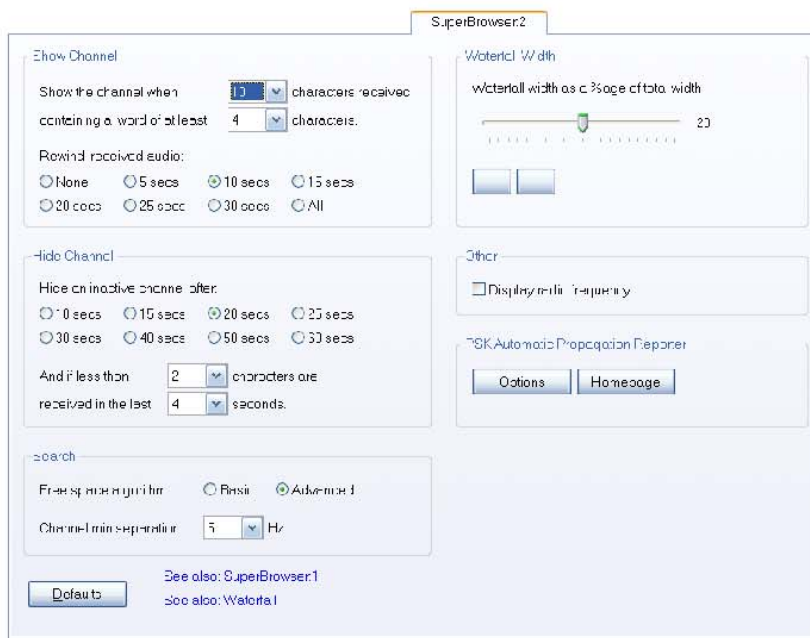 SuperBrowser.2
Show Channel
Show the channel when 10 characters received
containing a word of at least 4 characters.
Rewind received audio:
None 5 secs 10 secs 15 secs
20 secs 25 secs 30 secs All
Hide Channel
Hide an inactive channel after:
10 secs 15 secs 20 secs 25 secs
30 secs 40 secs 50 secs 60 secs
And if less than 2 characters are
received in the last 4 seconds.
Search
Free space algorithm Basic Advanced
Channel min separation 5 Hz
Defaults
See also: SuperBrowser.1
See also: Waterfall
Waterfall Width
Waterfall width as a %age of total width
20
Other
Display radio frequency
PSK Automatic Propagation Reporter
Options Homepage